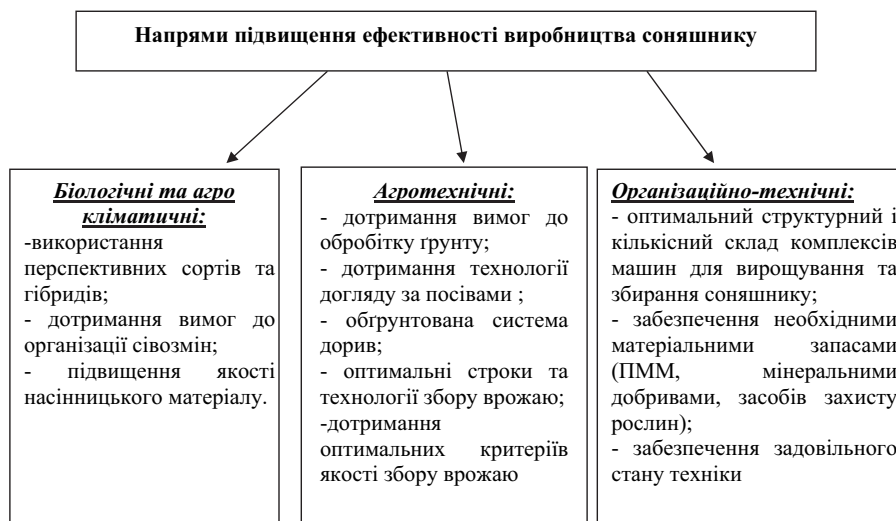 Напрями підвищення ефективності виробництва соняшнику
Біологічні та агро
кліматичні:
-використання
перспективних сортів та
гібридів;
- дотримання вимог до
організації сівозмін;
- підвищення якості
насінницького матеріалу.
Агротехнічні:
- дотримання вимог до
обробітку ґрунту;
- дотримання технології
догляду за посівами ;
- обґрунтована система
дорив;
- оптимальні строки та
технології збору врожаю;
-дотримання
оптимальних критеріїв
якості збору врожаю
Організаційно-технічні:
- оптимальний структурний і
кількісний склад комплексів
машин для вирощування та
збирання соняшнику;
- забезпечення необхідними
матеріальними запасами
(ПММ, мінеральними
добривами, засобів захисту
рослин);
- забезпечення задовільного
стану техніки